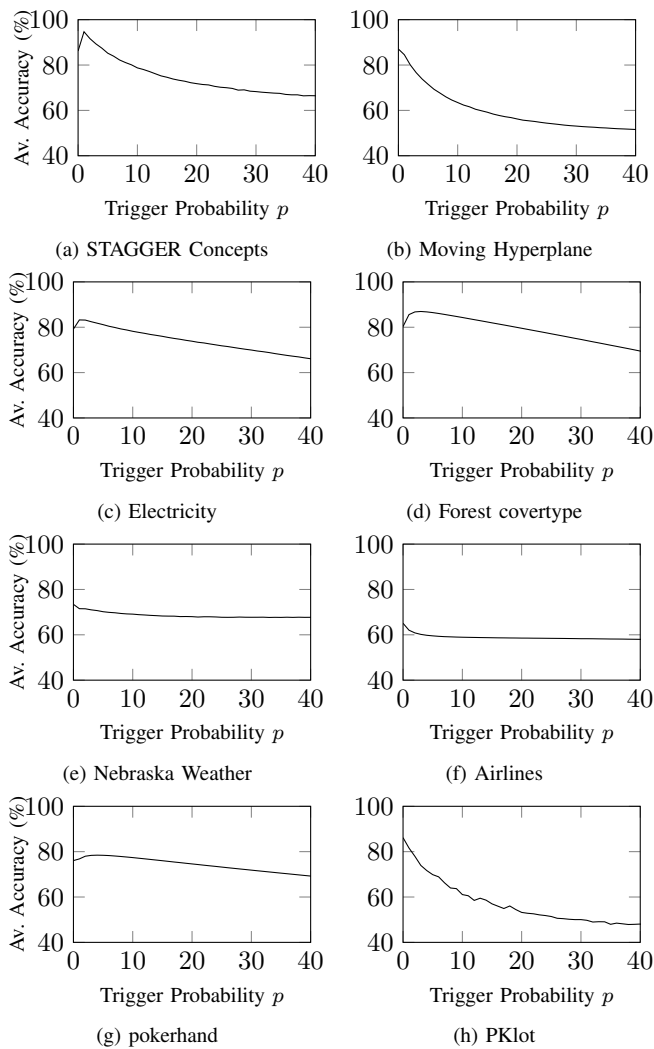 100
80
60
40
0 10 20 30 40
Av. Accuracy (%)
Trigger Probability p
(a) STAGGER Concepts
100
80
60
40
0 10 20 30 40
Trigger Probability p
(b) Moving Hyperplane
100
80
60
40
0 10 20 30 40
Av. Accuracy (%)
Trigger Probability p
(c) Electricity
100
80
60
40
0 10 20 30 40
Trigger Probability p
(d) Forest covertype
100
80
60
40
0 10 20 30 40
Av. Accuracy (%)
Trigger Probability p
(e) Nebraska Weather
100
80
60
40
0 10 20 30 40
Trigger Probability p
(f) Airlines
100
80
60
40
0 10 20 30 40
Av. Accuracy (%)
Trigger Probability p
(g) pokerhand
100
80
60
40
0 10 20 30 40
Trigger Probability p
(h) PKlot